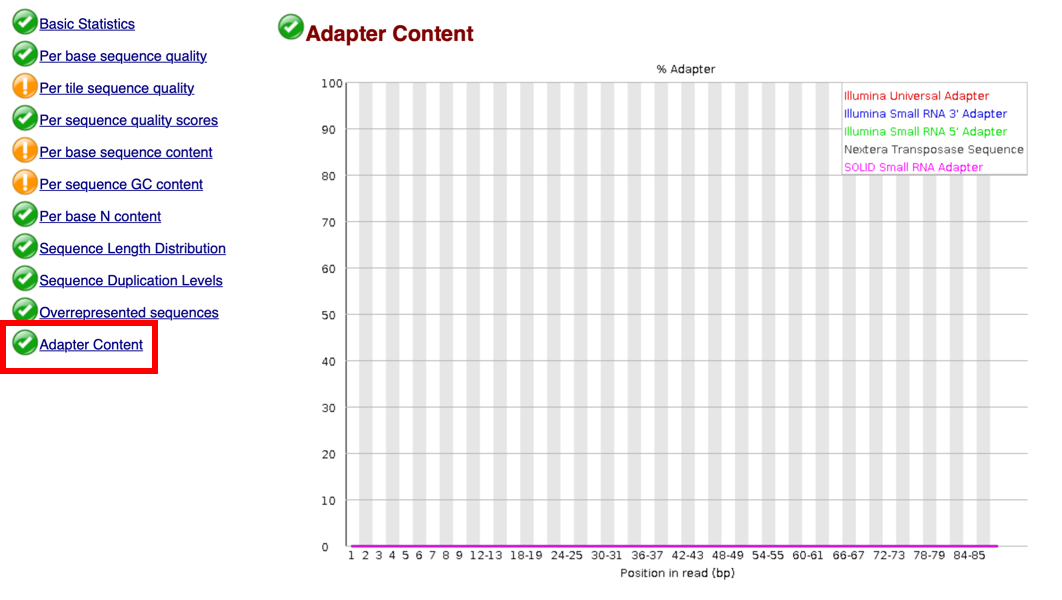 Basic Statistics
Per base sequence quality
Per tile sequence quality
Per sequence quality scores
Per base sequence content
Per sequence GC content
Per base N content
Sequence Length Distribution
Sequence Duplication Levels
Overrepresented sequences
Adapter Content
Adapter Content
% Adapter
Illumina Universal Adapter
Illumina Small RNA 3' Adapter
Illumina Small RNA 5' Adapter
Nextera Transposase Sequence
SOLID Small RNA Adapter
100
90
80
70
60
50
40
30
20
10
0
1 2 3 4 5 6 7 8 9 12-13 18-19 24-25 30-31 36-37 42-43 48-49 54-55 60-61 66-67 72-73 78-79 84-85
Position in read (bp)